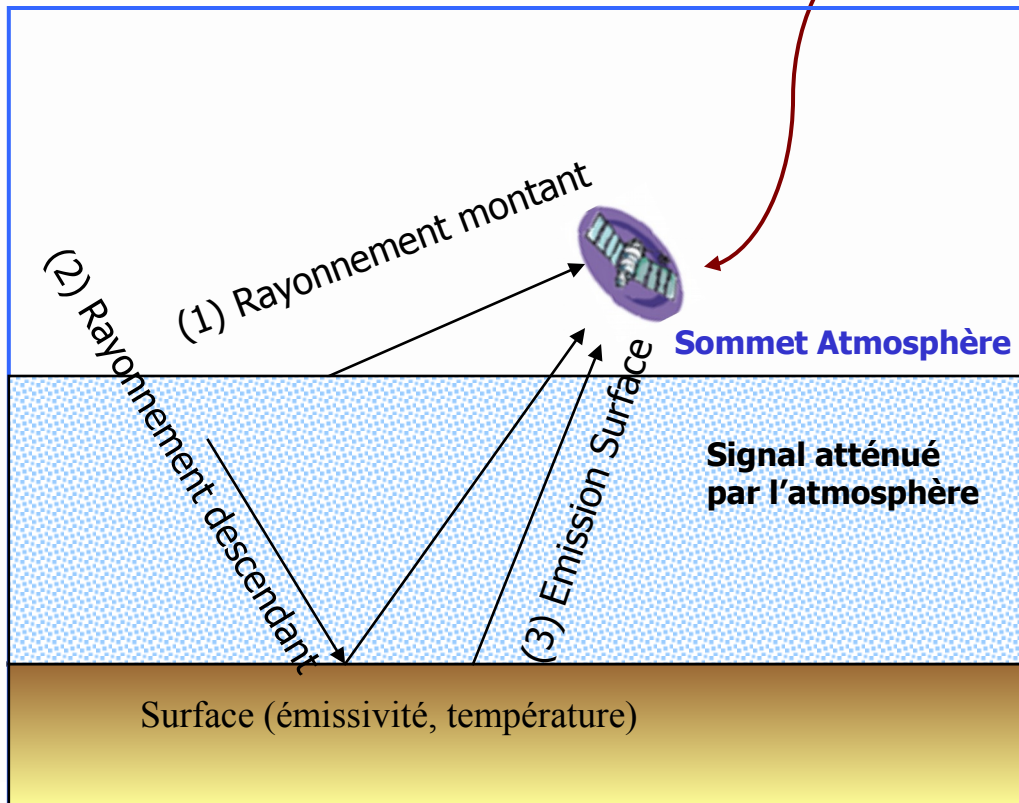 (1) Rayonnement montant
(2) Rayonnement descendant
Sommet Atmosphère
(3) Emission Surface
Signal atténué
par l’atmosphère
Surface (émissivité, température)